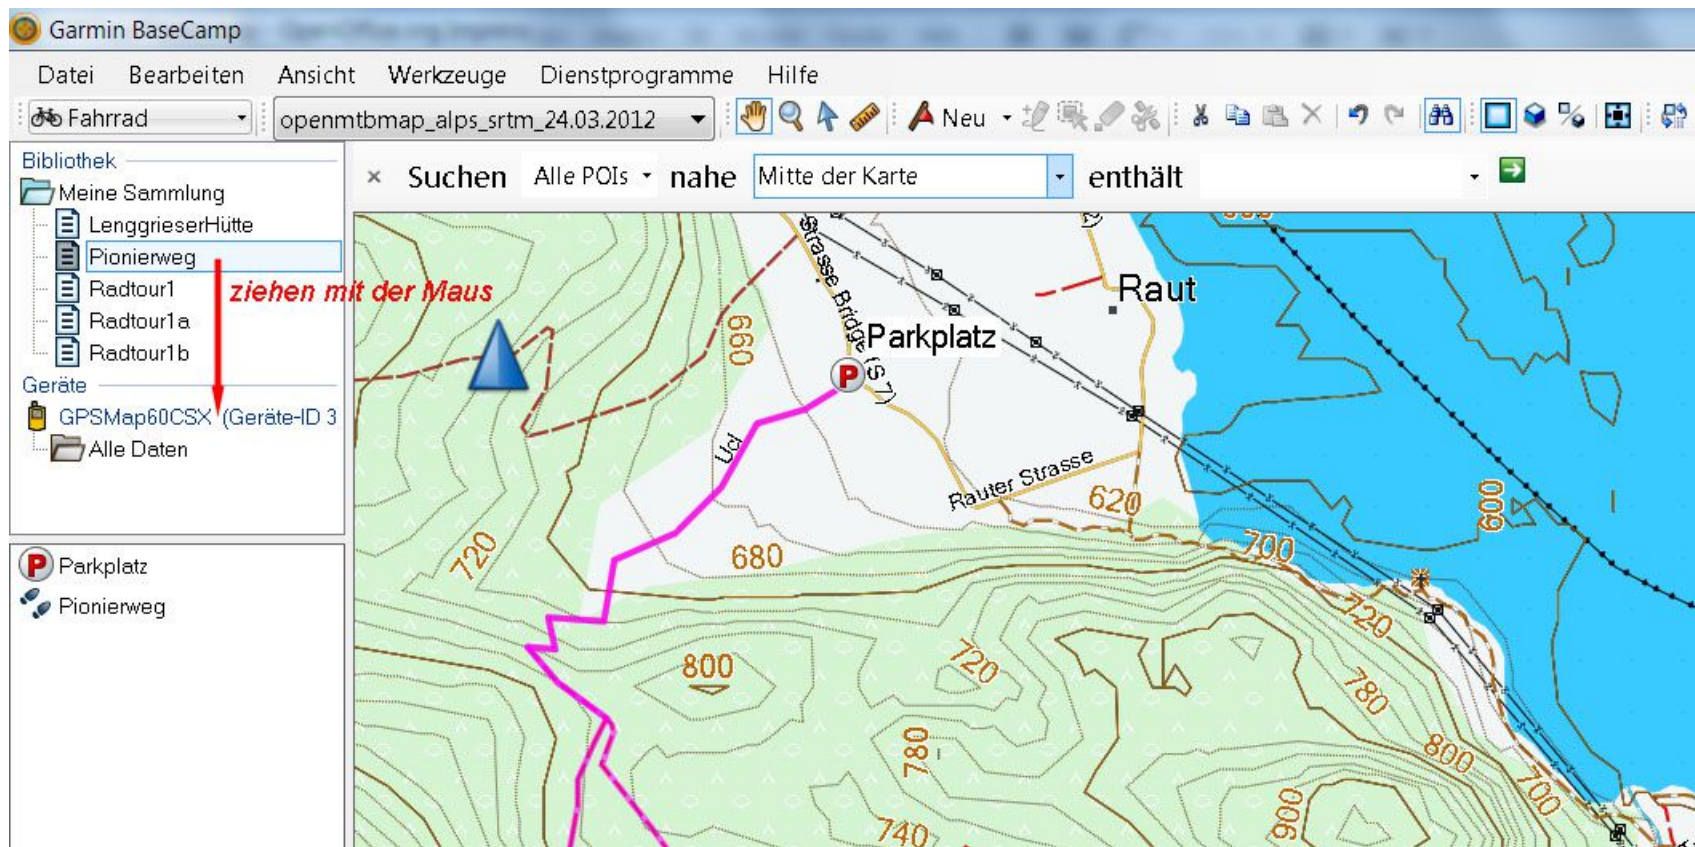 Garmin BaseCamp
Datei Bearbeiten Ansicht Werkzeuge Dienstprogramme Hilfe
Fahrrad openmtbmap_alps_srtm_24.03.2012 Neu
Bibliothek
Meine Sammlung
LenggrieserHütte
Pionierweg
Radtour1
Radtour1a
Radtour1b
ziehen mit der Maus
Geräte
GPSMap60CSX (Geräte-ID 3
Alle Daten
Parkplatz
Pionierweg
× Suchen Alle POIs nahe Mitte der Karte enthält
Strasse Bridge (S 7)
Raut
660
Parkplatz
P
Ucl
Rauter Strasse
620
600
720
680
700
720
800
720
780
780
800
700
900
740